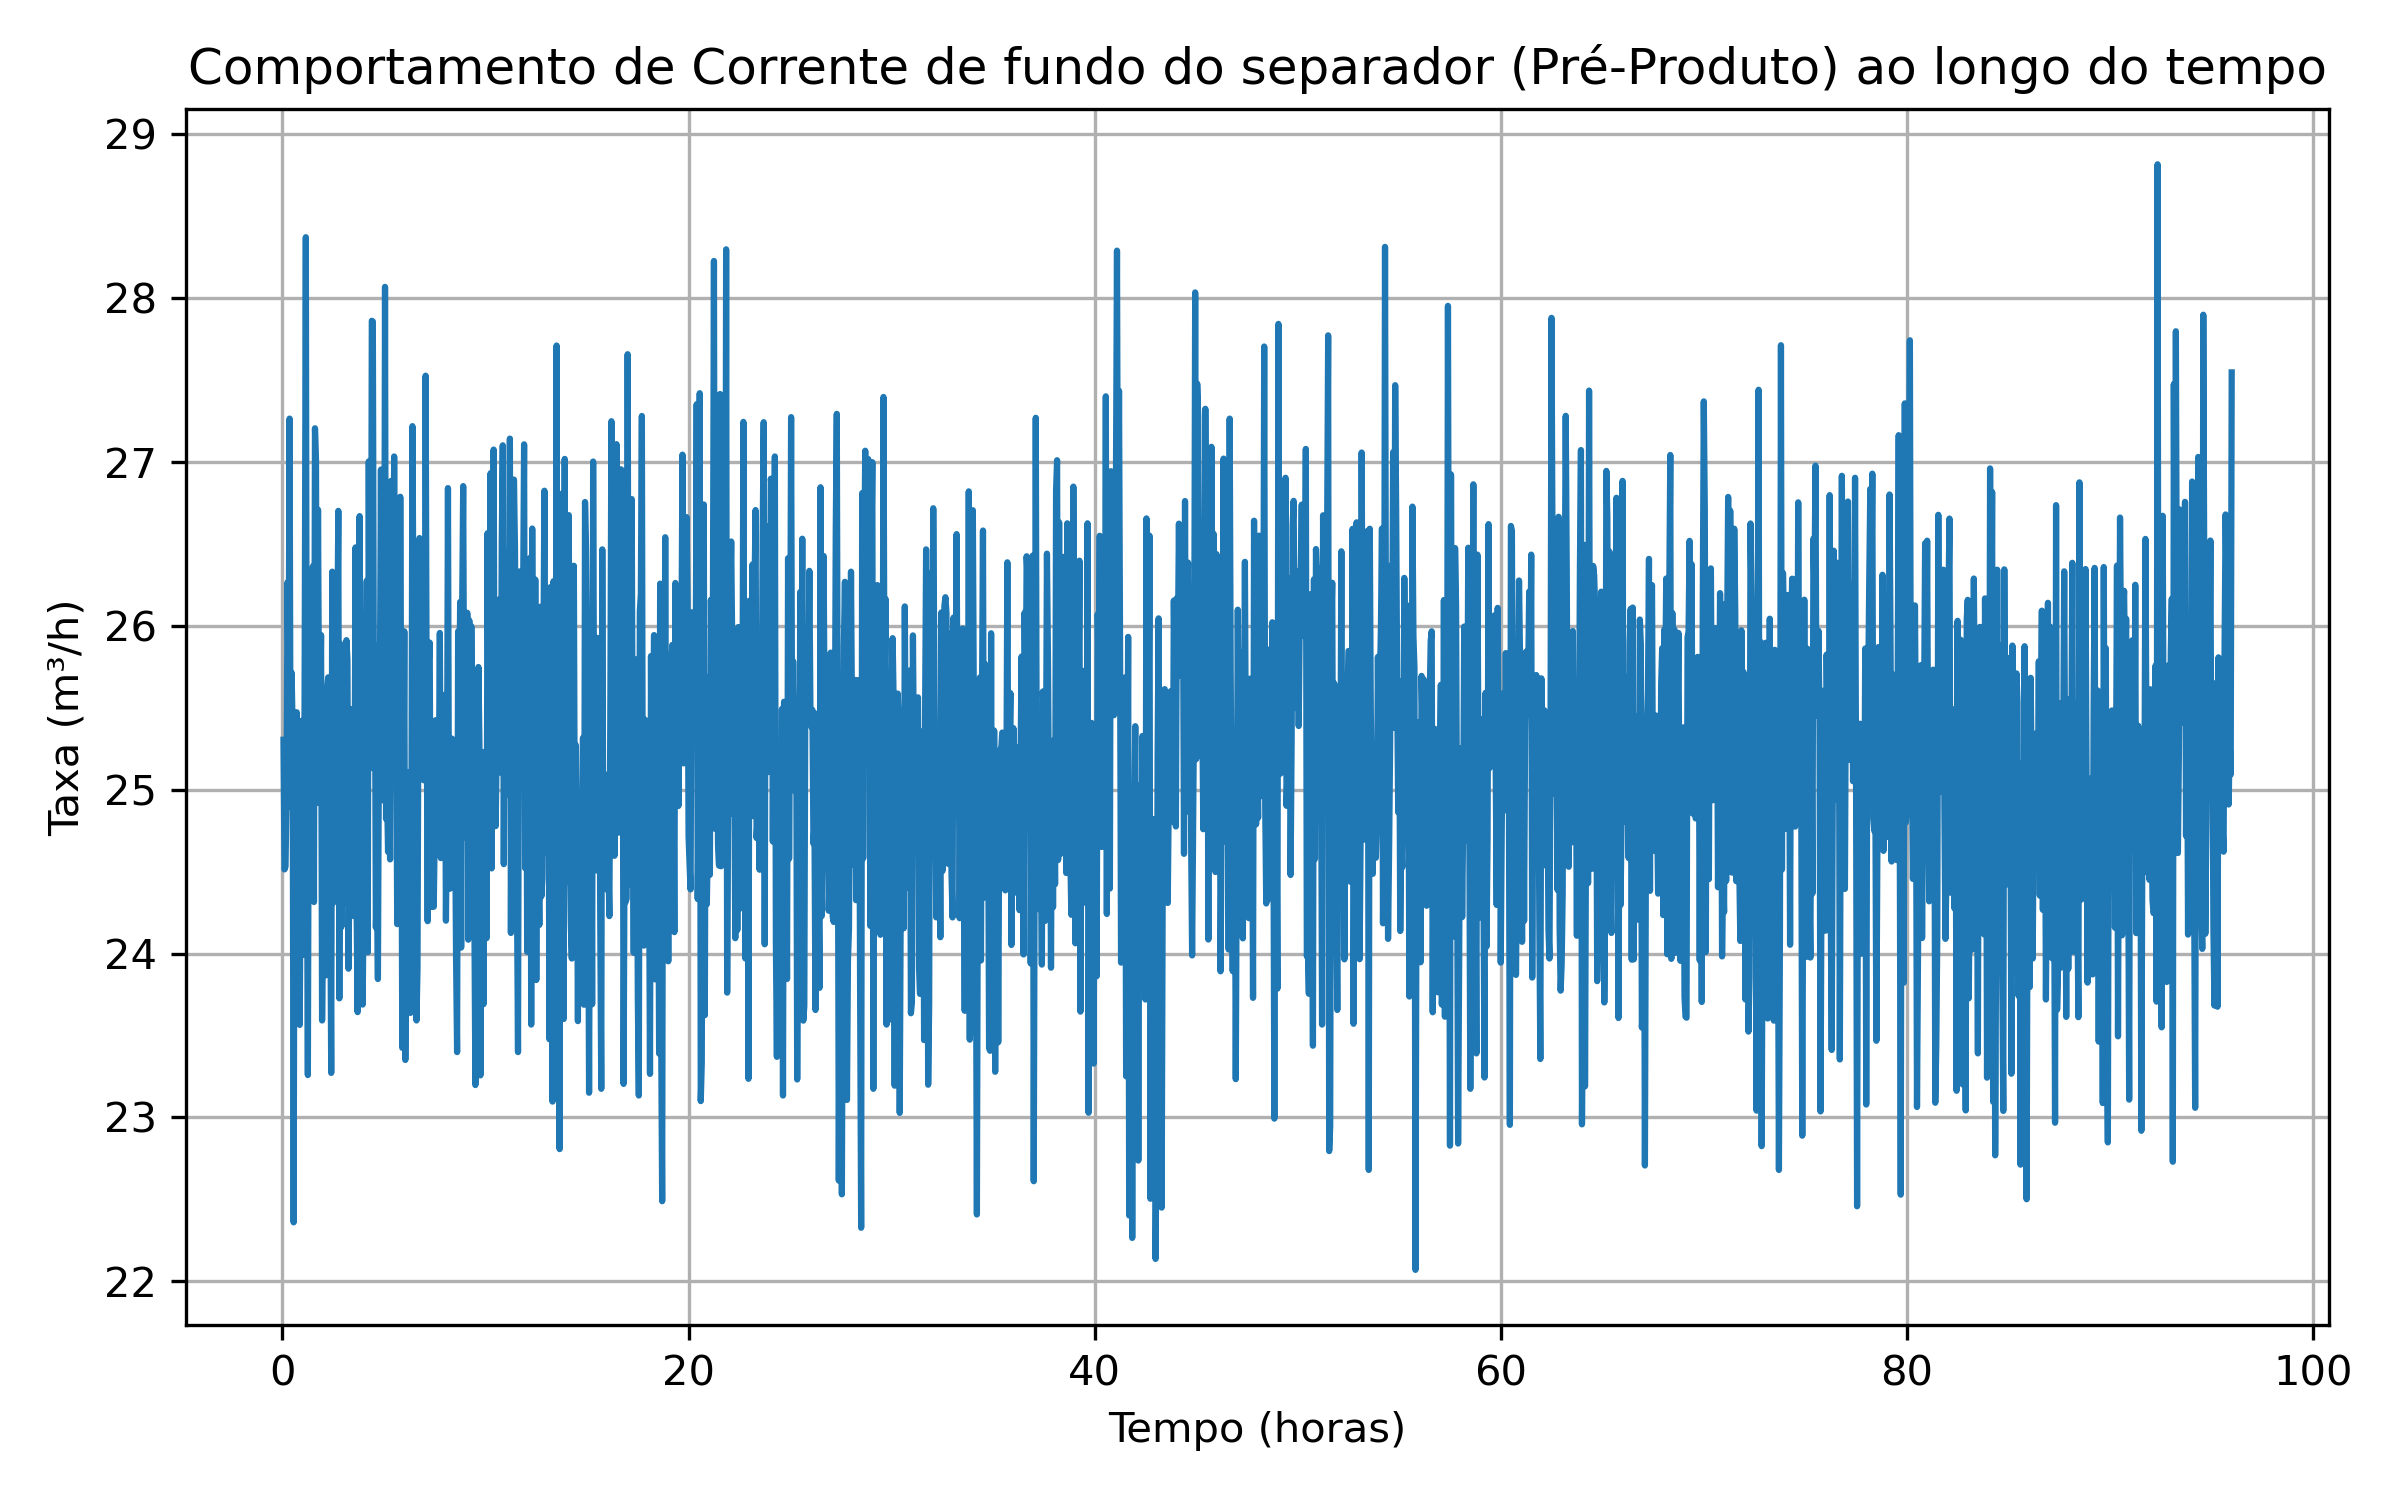 Comportamento de Corrente de fundo do separador (Pré-Produto) ao longo do tempo
29
28
27
26
25
24
23
22
Taxa (m³/h)
0 20 40 60 80 100
Tempo (horas)